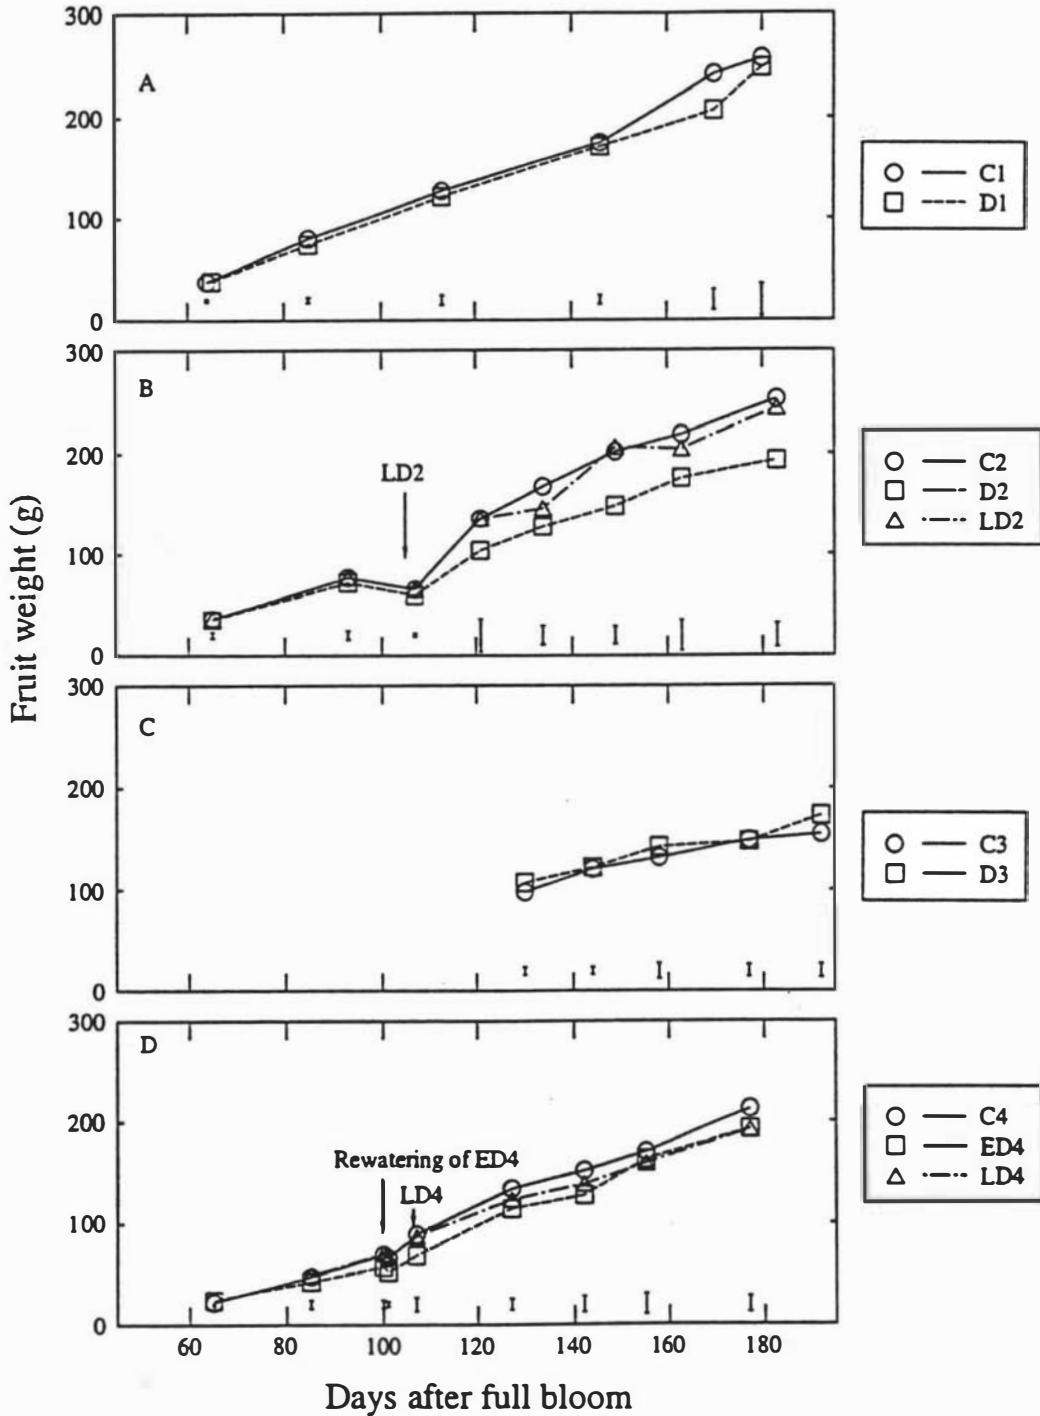 300
200
100
0
A
C1
D1
300
200
100
0
B
LD2
C2
D2
LD2
Fruit weight (g)
300
200
100
0
C
C3
D3
300
200
100
0
D
Rewatering of ED4
LD4
C4
ED4
LD4
60 80 100 120 140 160 180
Days after full bloom